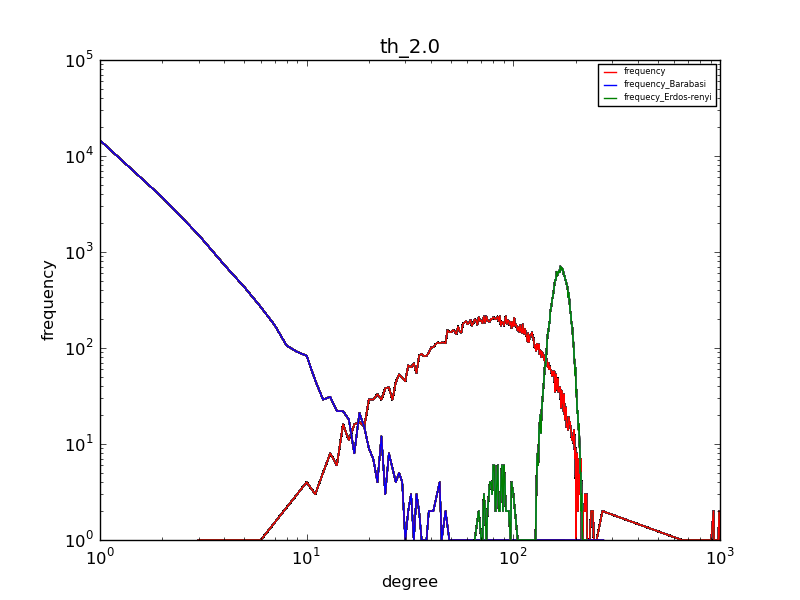 th_2.0
10^5
frequency
frequency_Barabasi
frequecy_Erdos-renyi
10^4
10^3
frequency
10^2
10^1
10^0
10^0
10^1
10^2
10^3
degree